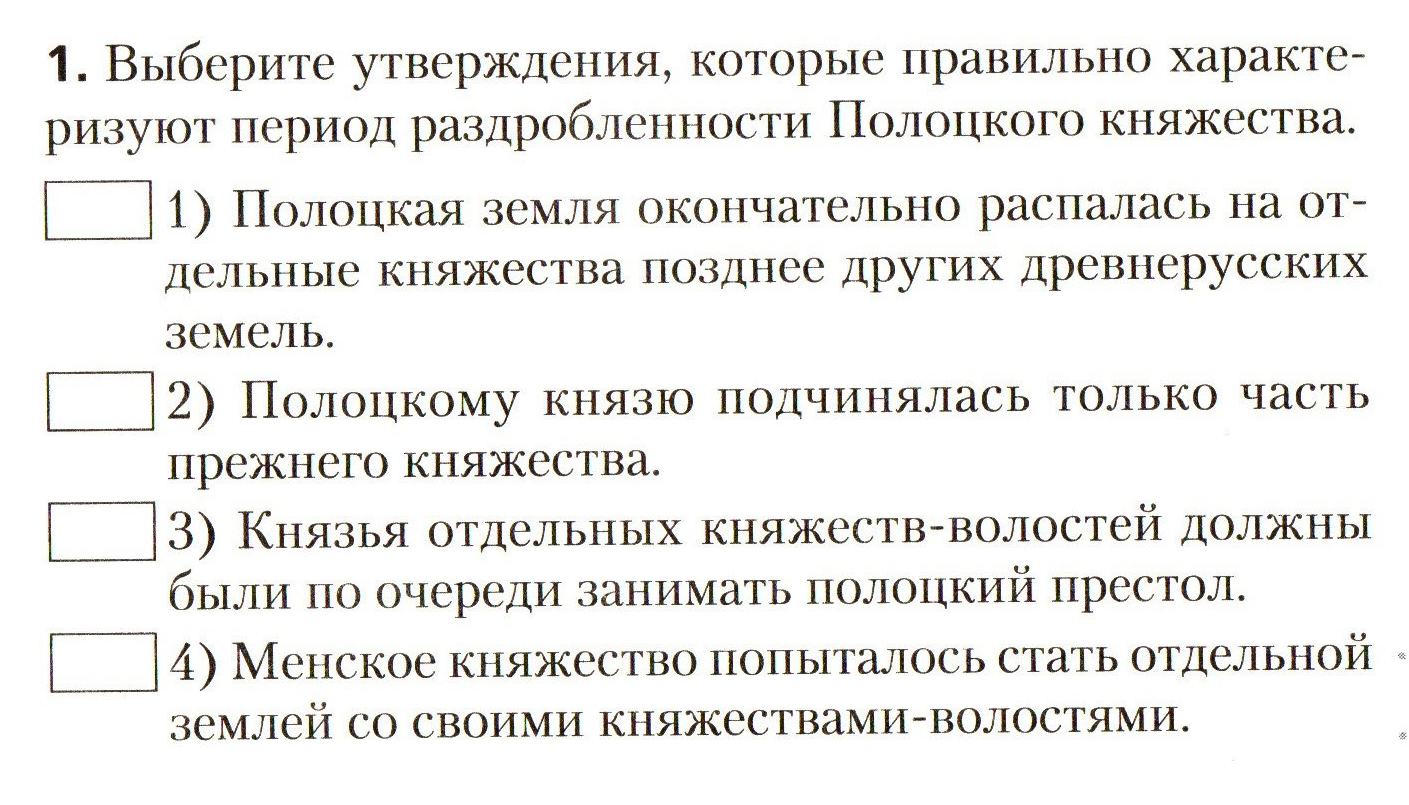 1. Выберите утверждения, которые правильно характе-
ризуют период раздробленности Полоцкого княжества.
1) Полоцкая земля окончательно распалась на от-
дельные княжества позднее других древнерусских
земель.
2) Полоцкому князю подчинялась только часть
прежнего княжества.
3) Князья отдельных княжеств-волостей должны
были по очереди занимать полоцкий престол.
4) Менское княжество попыталось стать отдельной
землей со своими княжествами-волостями.